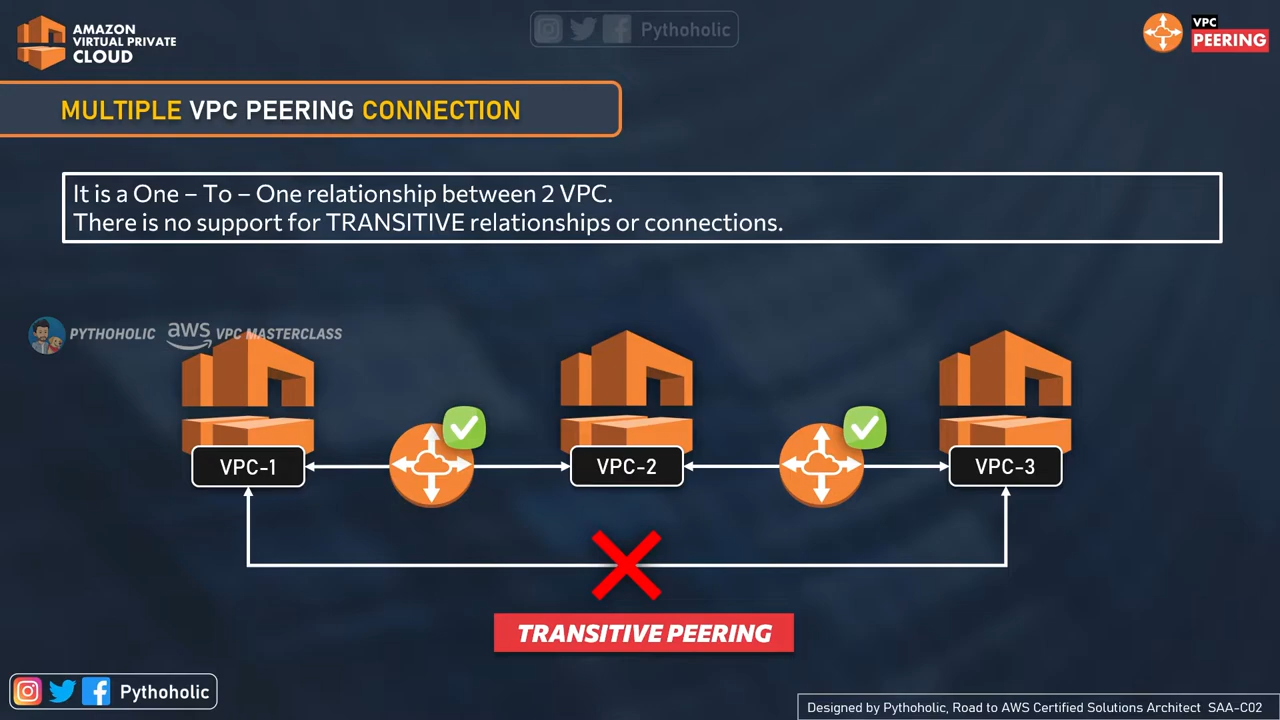 AMAZON
VIRTUAL PRIVATE
CLOUD
Pythoholic
VPC
PEERING
MULTIPLE VPC PEERING CONNECTION
It is a One – To – One relationship between 2 VPC.
There is no support for TRANSITIVE relationships or connections.
PYTHOHOLIC aws VPC MASTERCLASS
VPC-1
VPC-2
VPC-3
TRANSITIVE PEERING
Pythoholic
Designed by Pythoholic, Road to AWS Certified Solutions Architect SAA-C02